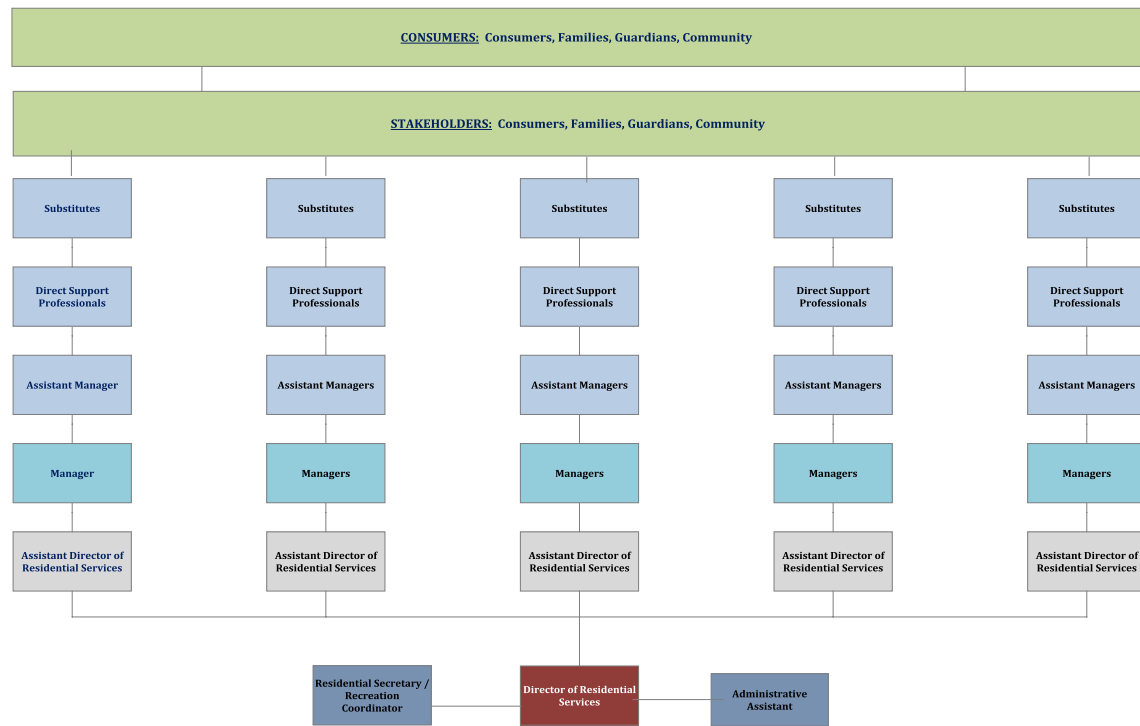 CONSUMERS: Consumers, Families, Guardians, Community
STAKEHOLDERS: Consumers, Families, Guardians, Community
Substitutes
Substitutes
Substitutes
Substitutes
Substitutes
Direct Support
Professionals
Direct Support
Professionals
Direct Support
Professionals
Direct Support
Professionals
Direct Support
Professionals
Assistant Manager
Assistant Managers
Assistant Managers
Assistant Managers
Assistant Managers
Manager
Managers
Managers
Managers
Managers
Assistant Director of
Residential Services
Assistant Director of
Residential Services
Assistant Director of
Residential Services
Assistant Director of
Residential Services
Assistant Director of
Residential Services
Residential Secretary /
Recreation
Coordinator
Director of Residential
Services
Administrative
Assistant